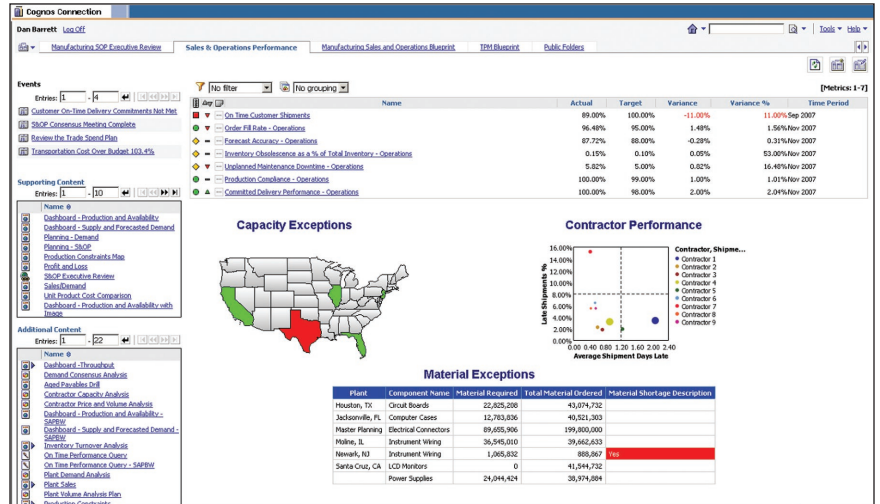 Cognos Connection
Dan Barrett Log Off
Tools Help
Manufacturing SOP Executive Review Sales & Operations Performance Manufacturing Sales and Operations Blueprint TPM Blueprint Public Folders
Events
Entries: 1 - 4
Customer On-Time Delivery Commitments Not Met
S&OP Consensus Meeting Complete
Review the Trade Spend Plan
Transportation Cost Over Budget 103.4%
Supporting Content
Entries: 1 - 10
Name
Dashboard - Production and Availability
Dashboard - Supply and Forecasted Demand
Planning - Demand
Planning - S&OP
Production Constraints Map
Profit and Loss
S&OP Executive Review
Sales/Demand
Unit Product Cost Comparison
Dashboard - Production and Availability with
Image
Additional Content
Entries: 1 - 22
Name
Dashboard -Throughput
Demand Consensus Analysis
Aged Payables Drill
Contractor Capacity Analysis
Contractor Price and Volume Analysis
Dashboard - Production and Availability -
SAPBW
Dashboard - Supply and Forecasted Demand -
SAPBW
Inventory Turnover Analysis
On Time Performance Query
On Time Performance Query - SAPBW
Plant Demand Analysis
Plant Sales
Plant Volume Analysis Plan
Production Constraints
No filter No grouping [Metrics: 1-7]
Name Actual Target Variance Variance % Time Period
On Time Customer Shipments 89.00% 100.00% -11.00% 11.00% Sep 2007
Order Fill Rate - Operations 96.48% 95.00% 1.48% 1.56% Nov 2007
Forecast Accuracy - Operations 87.72% 88.00% -0.28% 0.31% Nov 2007
Inventory Obsolescence as a % of Total Inventory - Operations 0.15% 0.10% 0.05% 53.00% Nov 2007
Unplanned Maintenance Downtime - Operations 5.82% 5.00% 0.82% 16.48% Nov 2007
Production Compliance - Operations 100.00% 99.00% 1.00% 1.01% Nov 2007
Committed Delivery Performance - Operations 100.00% 98.00% 2.00% 2.04% Nov 2007
Capacity Exceptions
Contractor Performance
Late Shipments %
16.00%
14.00%
12.00%
10.00%
8.00%
6.00%
4.00%
2.00%
0.00%
0.00 0.40 0.80 1.20 1.60 2.00 2.40
Average Shipment Days Late
Contractor, Shipme...
Contractor 1
Contractor 2
Contractor 3
Contractor 4
Contractor 5
Contractor 6
Contractor 7
Contractor 8
Contractor 9
Material Exceptions
Plant Component Name Material Required Total Material Ordered Material Shortage Description
Houston, TX Circuit Boards 22,825,208 43,074,732
Jacksonville, FL Computer Cases 12,783,836 40,521,303
Master Planning Electrical Connectors 89,655,906 199,800,000
Moline, IL Instrument Wiring 36,545,010 39,662,633
Newark, NJ Instrument Wiring 1,065,832 888,867 Yes
Santa Cruz, CA LCD Monitors 0 41,544,732
Power Supplies 24,044,424 38,974,884